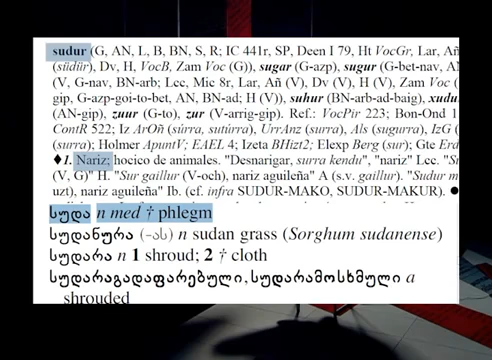 sudur (G, AN, L, B, BN, S, R; IC 441r, SP, Deen I 79, Ht VocGr, Lar, Añ
(südür), Dv, H, VocB, Zam Voc (G)), sugar (G-azp), sugur (G-bet-nav, AN
(V, G-nav, BN-arb; Lec, Mic 8r, Lar, Añ (V), Dv (V), H (V), Zam Voc
gip, G-azp-goi-to-bet, AN, BN-ad; H (V)), suhur (BN-arb-ad-baig), xudu
(AN-gip), zuur (G-to), zur (V-arrig-gip). Ref.: VocPir 223; Bon-Ond 1
ContR 522; Iz ArOñ (súrra, sutúrra), UrrAnz (surra), Als (sugurra), IzG (
(surra); Holmer ApuntV; EAEL 4; Izeta BHizt2; Elexp Berg (sur); Gte Erd
♦1. Nariz; hocico de animales. "Desnarigar, surra kendu", "nariz" Lec. "Sr
(V, G)" H. "Sur gaillur (V-och), nariz aguileña" A (s.v. gaillur). "Sudur m
uzt), nariz aguileña" Ib. (cf. infra SUDUR-MAKO, SUDUR-MAKUR). ●
სუდა n med † phlegm
სუდანურა (-ას) n sudan grass (Sorghum sudanense)
სუდარა n 1 shroud; 2 † cloth
სუდარაგადაფარებული, სუდარამოსხმული a
shrouded